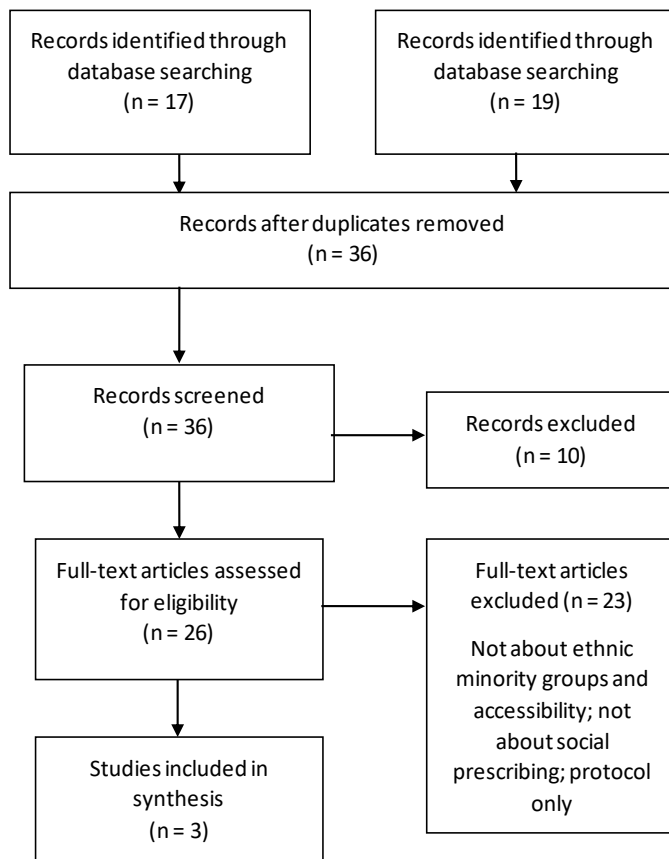 Records identified through
database searching
(n = 17)
Records identified through
database searching
(n = 19)
Records after duplicates removed
(n = 36)
Records screened
(n = 36)
Records excluded
(n = 10)
Full-text articles assessed
for eligibility
(n = 26)
Full-text articles
excluded (n = 23)
Not about ethnic
minority groups and
accessibility; not
about social
prescribing; protocol
only
Studies included in
synthesis
(n = 3)